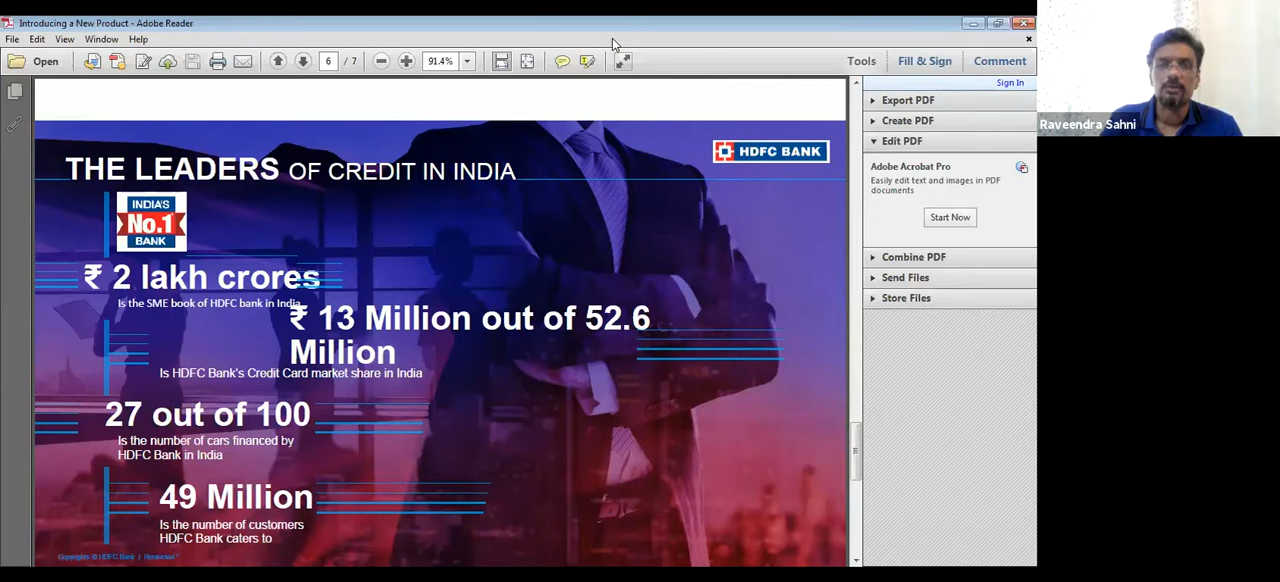 Introducing a New Product - Adobe Reader
File Edit View Window Help
Open
6 / 7
91.4%
Tools Fill & Sign Comment
Sign In
Export PDF
Create PDF
Edit PDF
Adobe Acrobat Pro
Easily edit text and images in PDF
documents
Start Now
Combine PDF
Send Files
Store Files
Raveendra Sahni
HDFC BANK
THE LEADERS OF CREDIT IN INDIA
INDIA'S
No.1
BANK
₹ 2 lakh crores
Is the SME book of HDFC bank in India
₹ 13 Million out of 52.6
Million
Is HDFC Bank's Credit Card market share in India
27 out of 100
Is the number of cars financed by
HDFC Bank in India
49 Million
Is the number of customers
HDFC Bank caters to
Copyrights © HDFC Bank | Restricted *